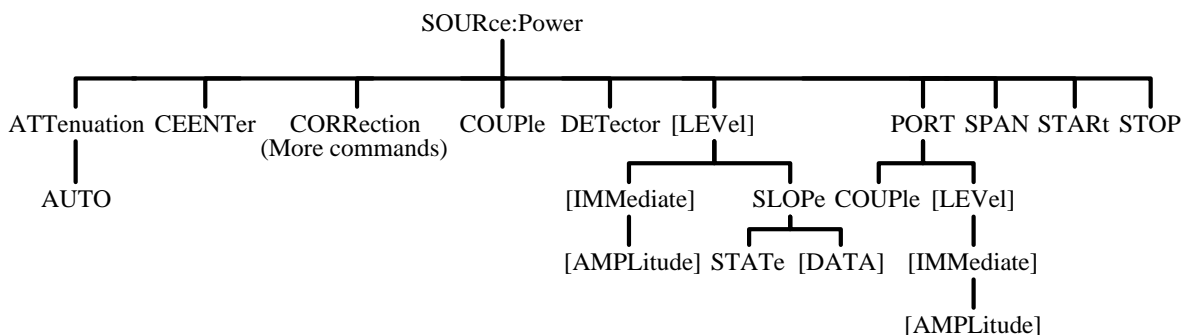 SOURce:Power
ATTenuation CEENTer CORRection COUPle DETector [LEVel] PORT SPAN STARt STOP
(More commands)
AUTO [IMMediate] SLOPe COUPle [LEVel]
[AMPLitude] STATe [DATA] [IMMediate]
[AMPLitude]